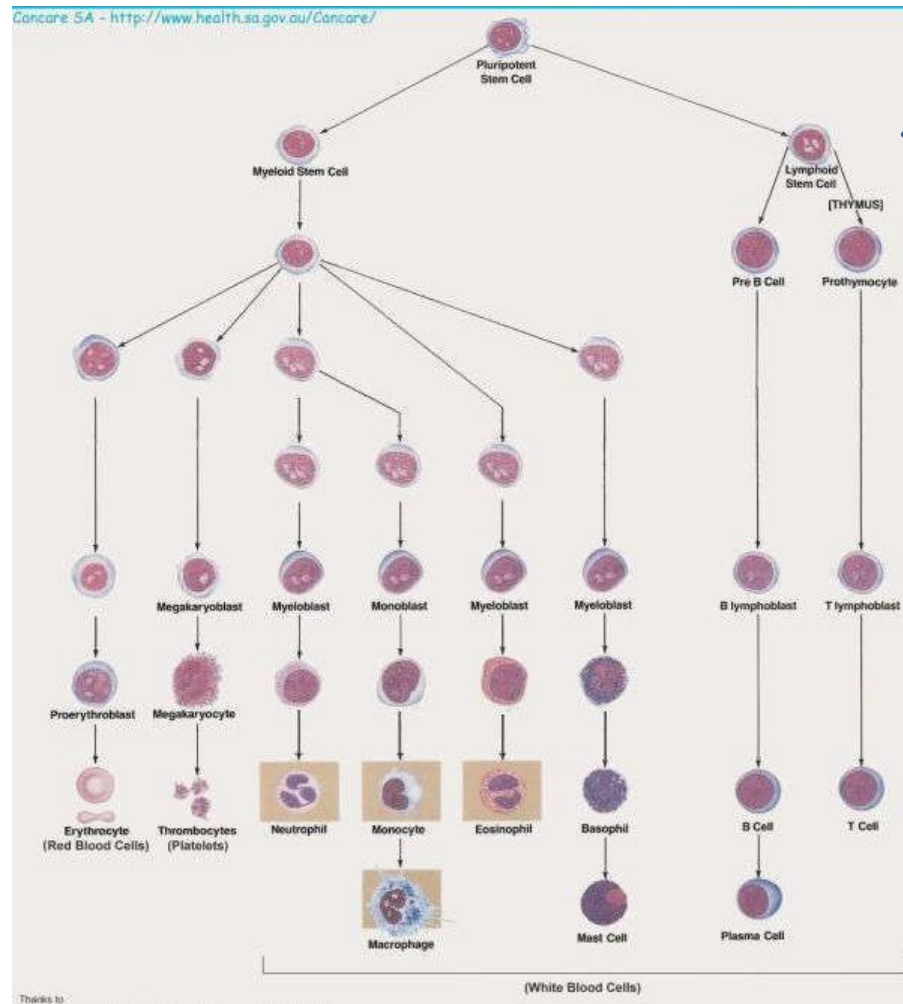 Cancare SA - http://www.health.sa.gov.au/Cancare/
Pluripotent
Stem Cell
Myeloid Stem Cell
Lymphoid
Stem Cell
[THYMUS]
Pre B Cell
Prothymocyte
Megakaryoblast
Myeloblast
Monoblast
Myeloblast
Myeloblast
B lymphoblast
T lymphoblast
Proerythroblast
Megakaryocyte
Erythrocyte
(Red Blood Cells)
Thrombocytes
(Platelets)
Neutrophil
Monocyte
Eosinophil
Basophil
B Cell
T Cell
Macrophage
Mast Cell
Plasma Cell
(White Blood Cells)
Thanks to